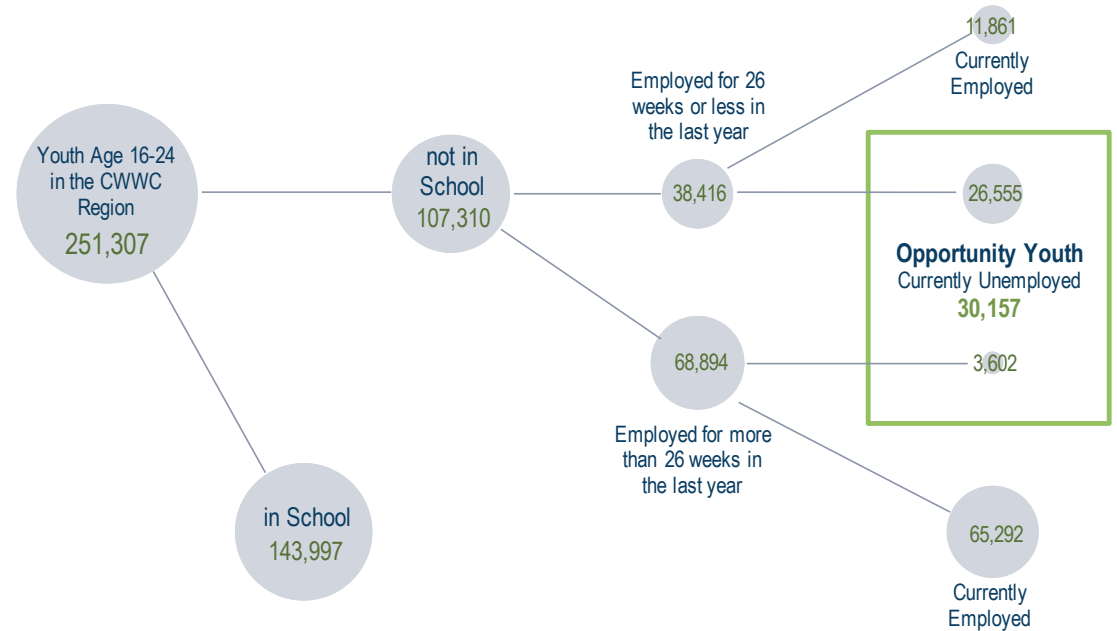 Youth Age 16-24
in the CWWC
Region
251,307
in School
143,997
not in
School
107,310
Employed for 26
weeks or less in
the last year
38,416
68,894
Employed for more
than 26 weeks in
the last year
11,861
Currently
Employed
26,555
Opportunity Youth
Currently Unemployed
30,157
3,602
65,292
Currently
Employed